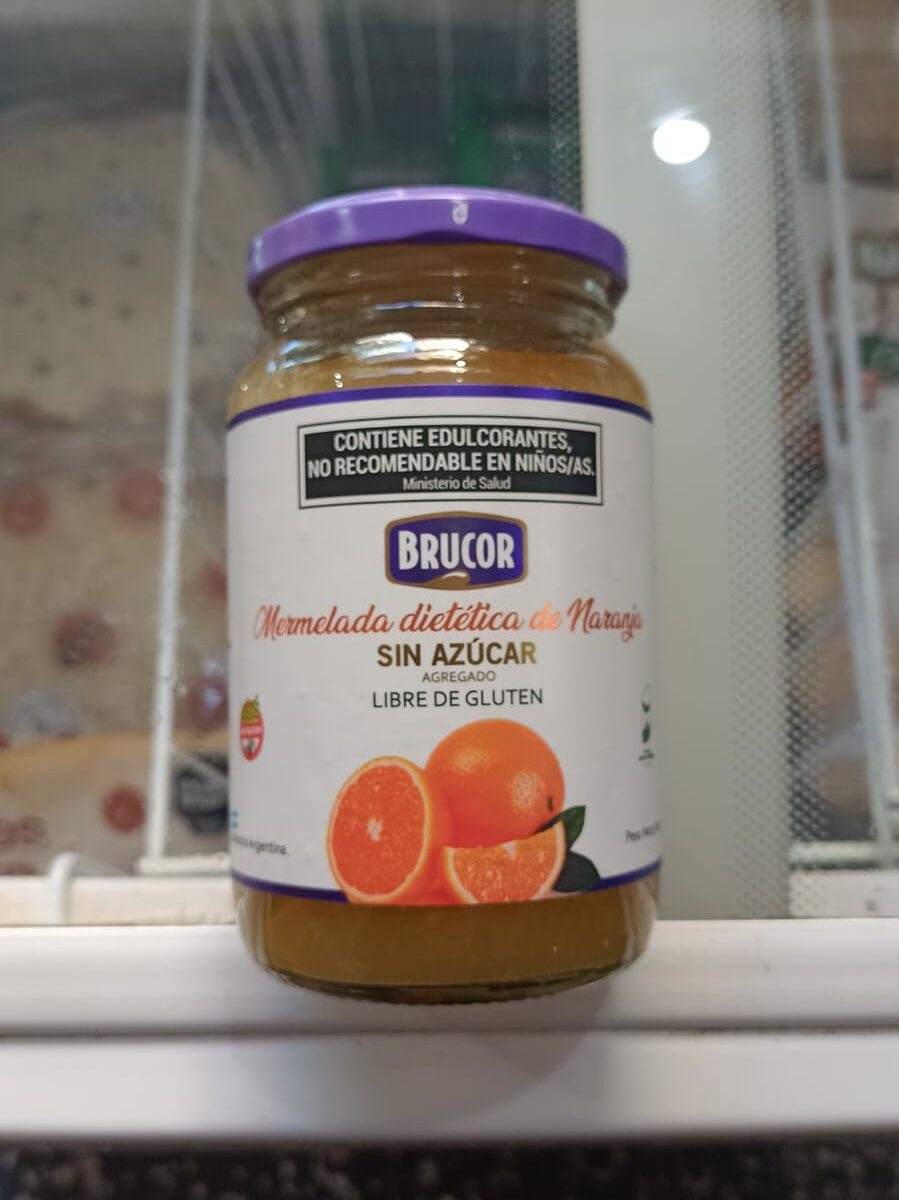 CONTIENE EDULCORANTES,
NO RECOMENDABLE EN NIÑOS/AS.
Ministerio de Salud
BRUCOR
Mermelada dietética de Naranja
SIN AZÚCAR
AGREGADO
LIBRE DE GLUTEN
Argentina.
Peso